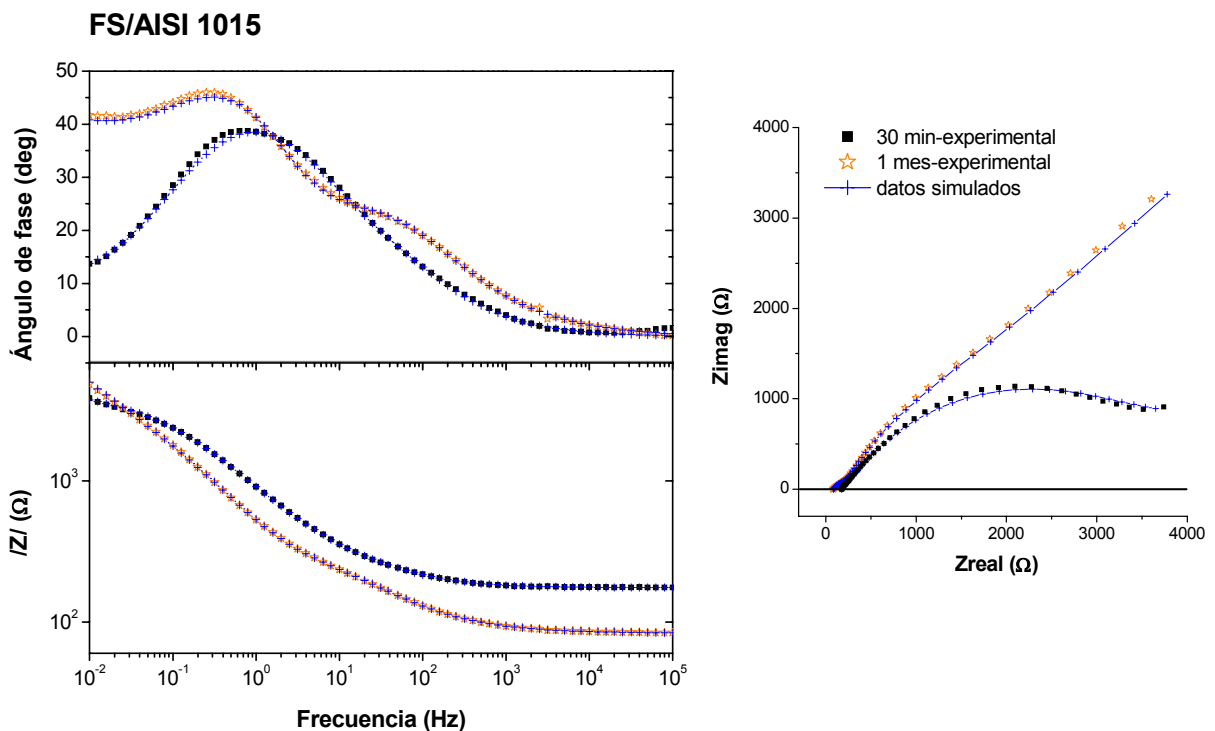 FS/AISI 1015
50
40
30
20
10
0
Ángulo de fase (deg)
10³
10²
/Z/ (Ω)
10⁻² 10⁻¹ 10⁰ 10¹ 10² 10³ 10⁴ 10⁵
Frecuencia (Hz)
4000
3000
2000
1000
0
Zimag (Ω)
30 min-experimental
1 mes-experimental
datos simulados
0 1000 2000 3000 4000
Zreal (Ω)